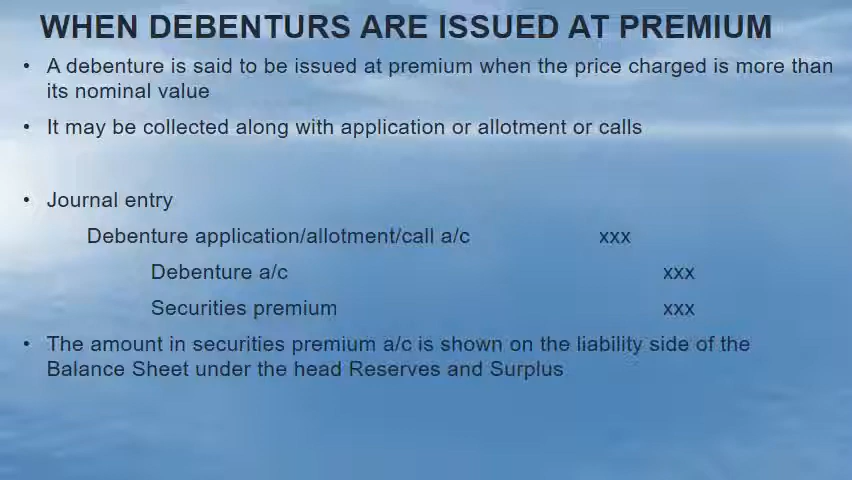 WHEN DEBENTURS ARE ISSUED AT PREMIUM
• A debenture is said to be issued at premium when the price charged is more than
its nominal value
• It may be collected along with application or allotment or calls
• Journal entry
Debenture application/allotment/call a/c xxx
Debenture a/c xxx
Securities premium xxx
• The amount in securities premium a/c is shown on the liability side of the
Balance Sheet under the head Reserves and Surplus